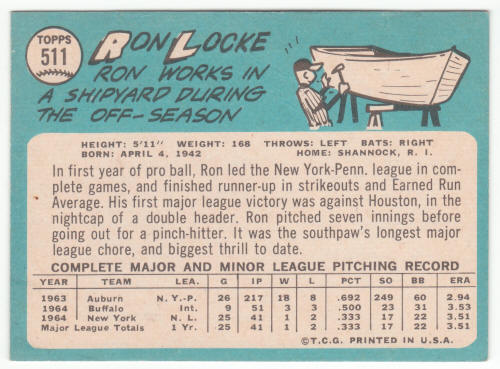 TOPPS
511
RON LOCKE
RON WORKS IN
A SHIPYARD DURING
THE OFF-SEASON
HEIGHT: 5'11" WEIGHT: 168 THROWS: LEFT BATS: RIGHT
BORN: APRIL 4, 1942 HOME: SHANNOCK, R. I.
In first year of pro ball, Ron led the New York-Penn. league in com-
plete games, and finished runner-up in strikeouts and Earned Run
Average. His first major league victory was against Houston, in the
nightcap of a double header. Ron pitched seven innings before
going out for a pinch-hitter. It was the southpaw's longest major
league chore, and biggest thrill to date.
COMPLETE MAJOR AND MINOR LEAGUE PITCHING RECORD
YEAR TEAM LEA. G IP W L PCT. SO BB ERA
1963 Auburn N.Y.-P. 26 217 18 8 .692 249 60 2.94
1964 Buffalo Int. 9 51 3 3 .500 23 31 3.53
1964 New York N. L. 25 41 1 2 .333 17 22 3.51
Major League Totals 1 Yr. 25 41 1 2 .333 17 22 3.51
©T.C.G. PRINTED IN U.S.A.